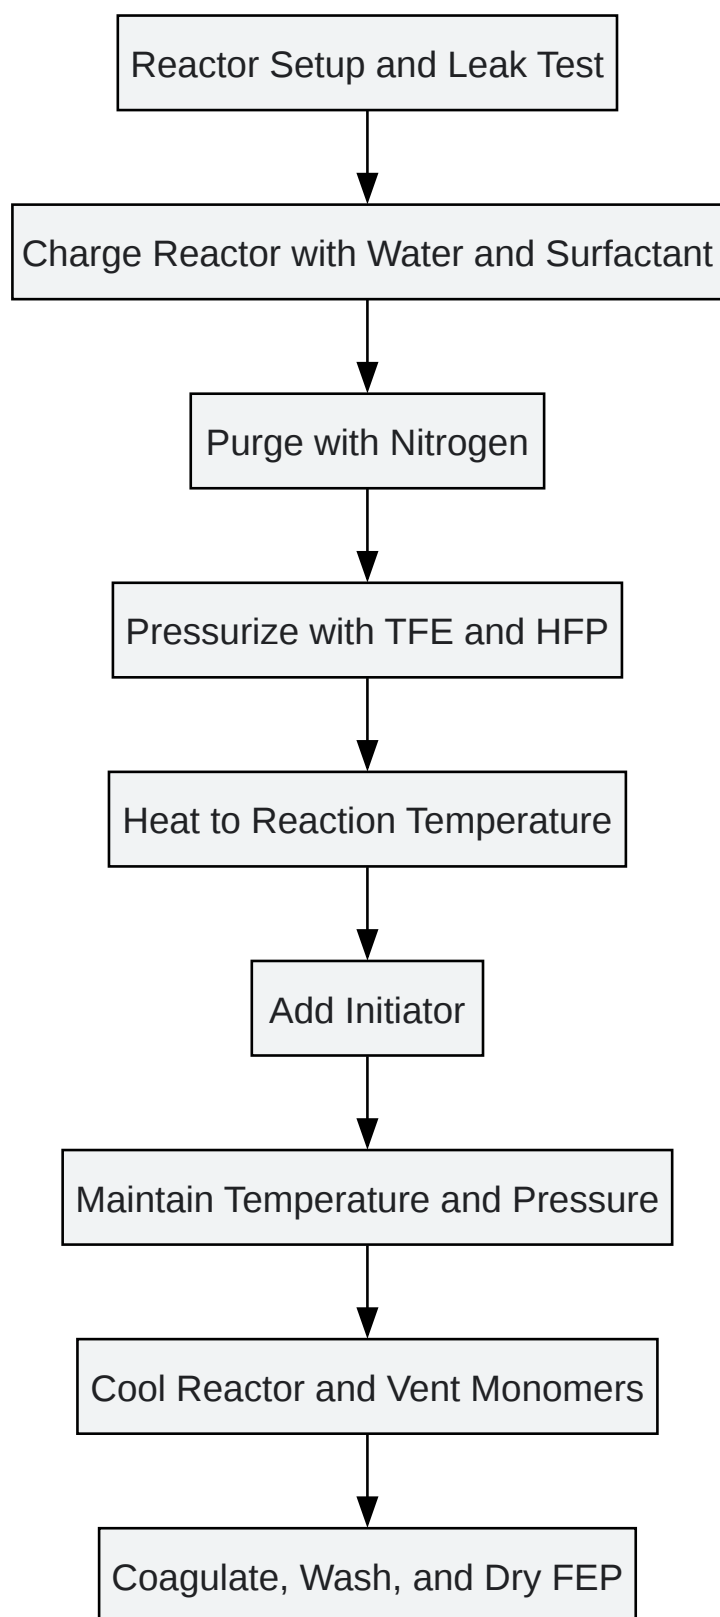 Reactor Setup and Leak Test
Charge Reactor with Water and Surfactant
Purge with Nitrogen
Pressurize with TFE and HFP
Heat to Reaction Temperature
Add Initiator
Maintain Temperature and Pressure
Cool Reactor and Vent Monomers
Coagulate, Wash, and Dry FEP